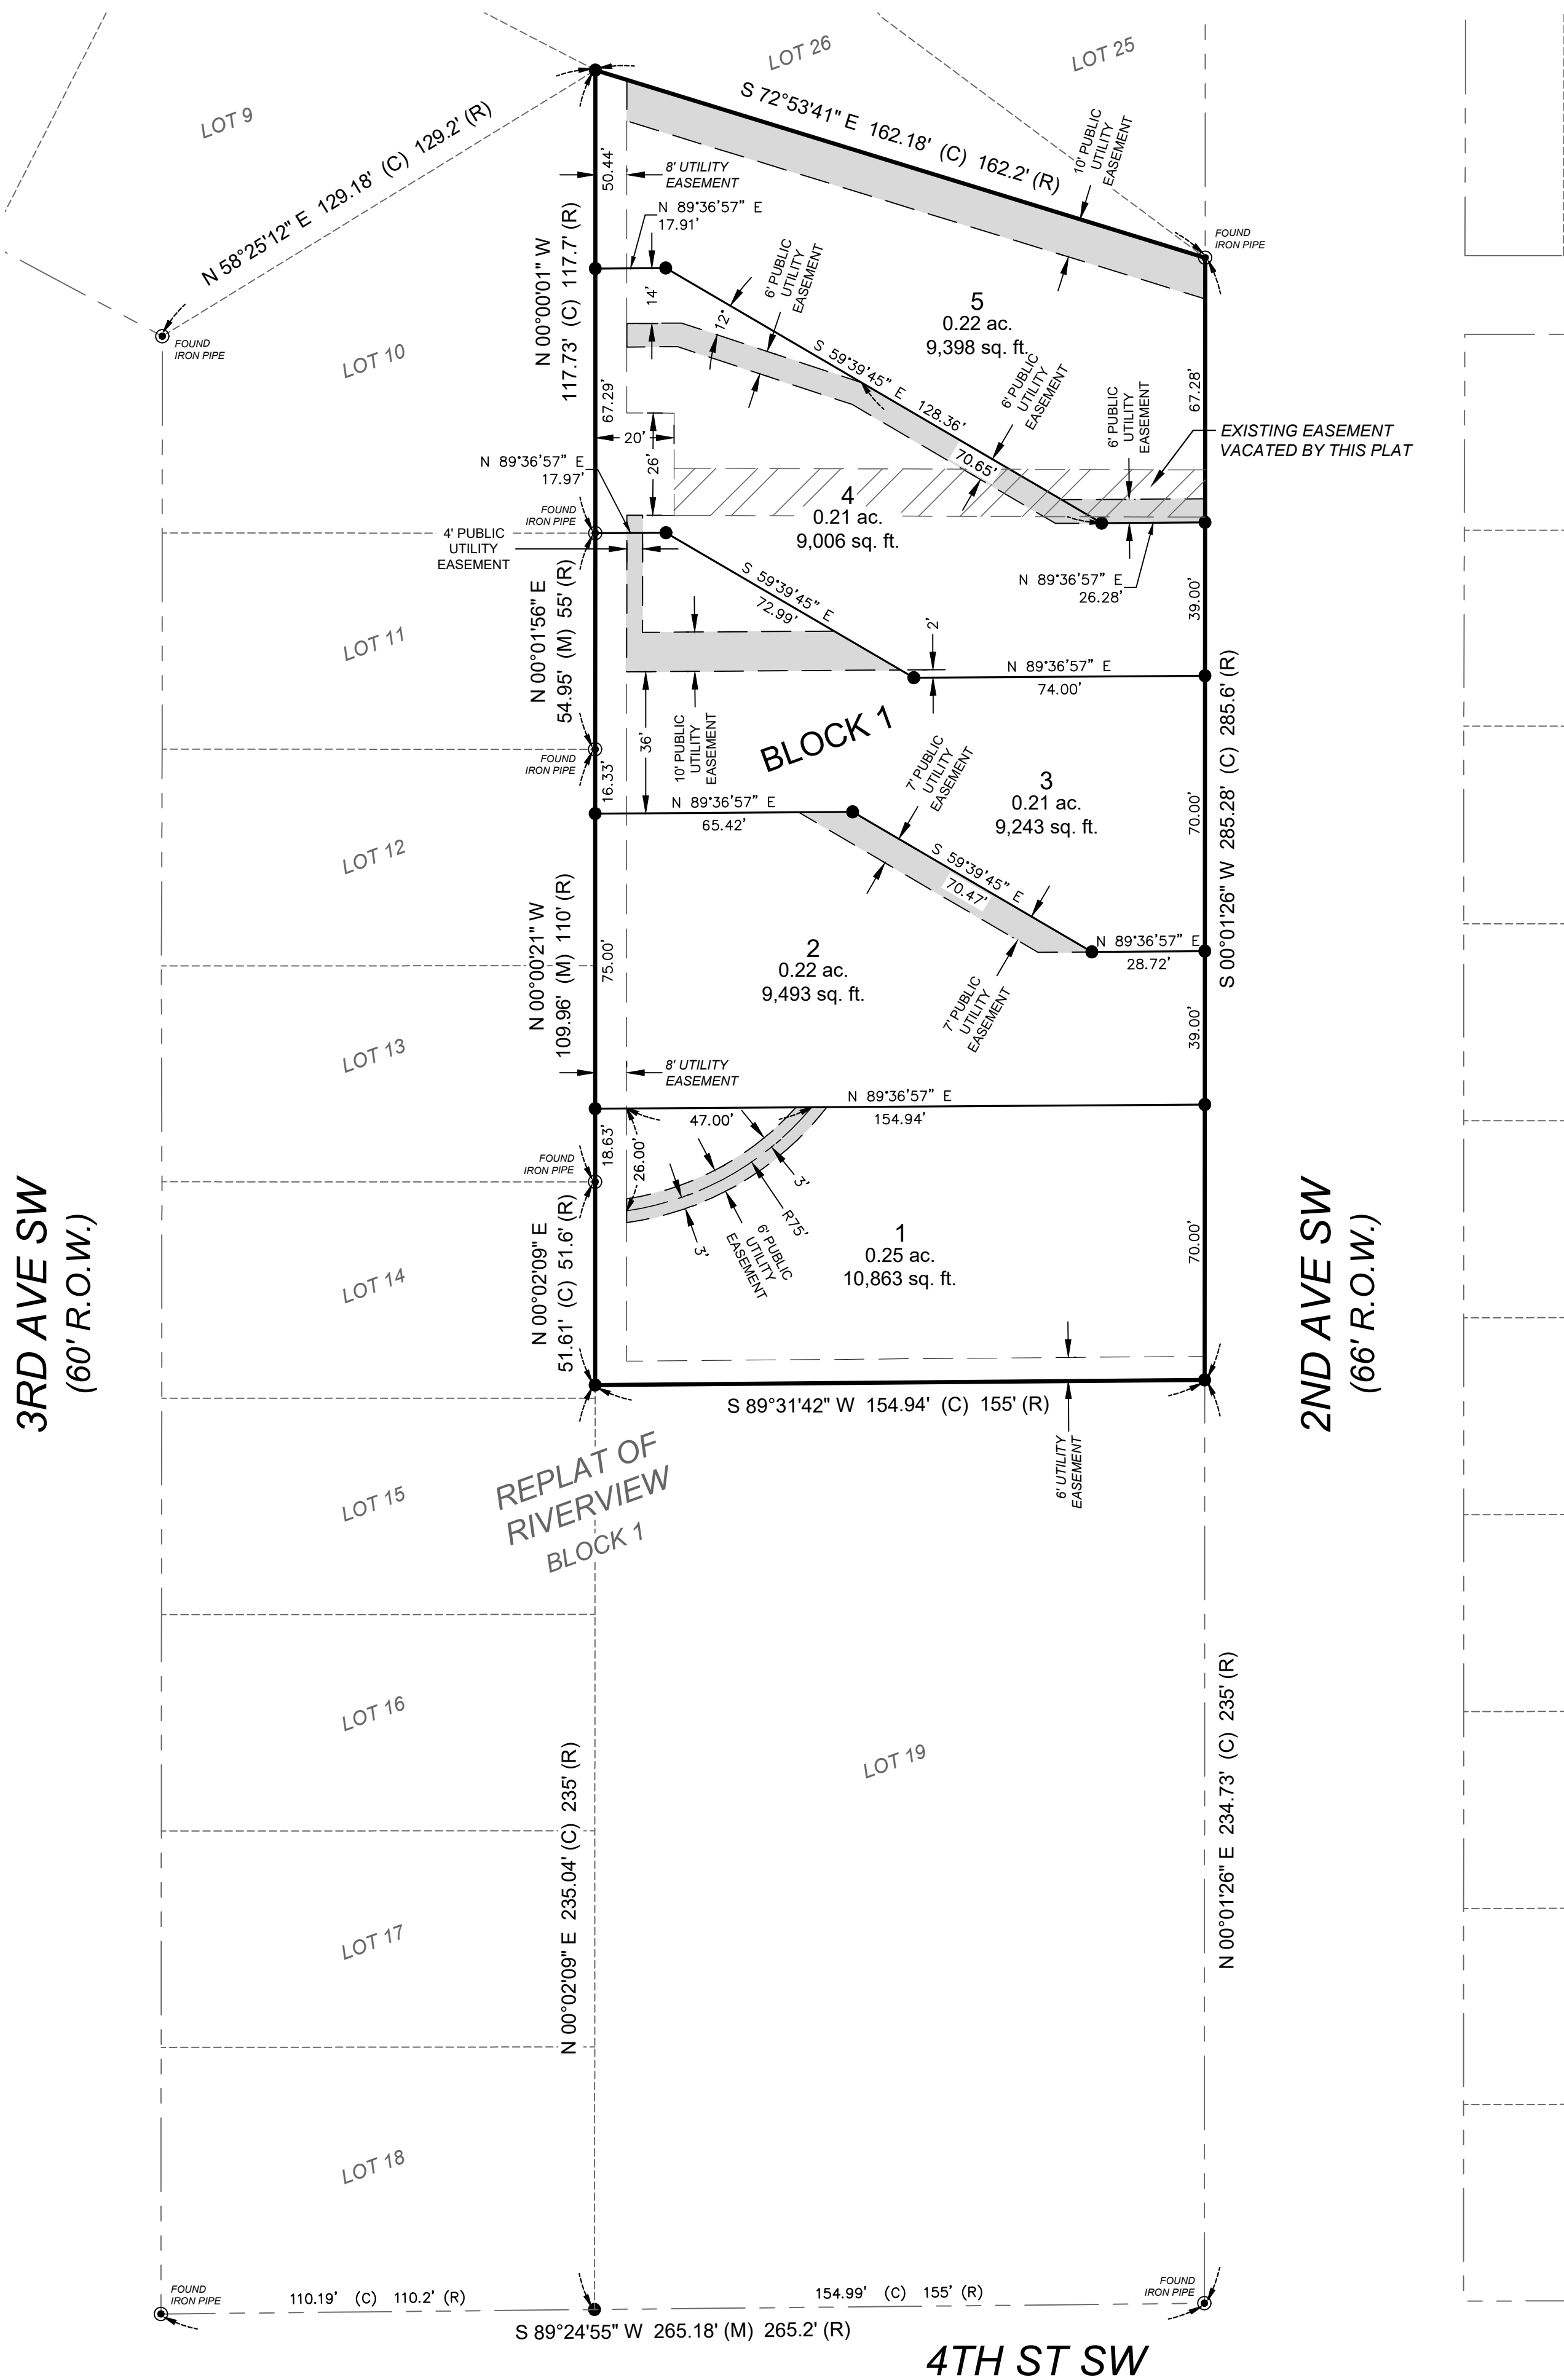 LOT 26
LOT 25
LOT 9
N 58°25'12" E 129.18' (C) 129.2' (R)
S 72°53'41" E 162.18' (C) 162.2' (R)
10' PUBLIC
UTILITY
EASEMENT
50.44'
8' UTILITY
EASEMENT
N 89°36'57" E
17.91'
N 00°00'01" W
117.73' (C) 117.7' (R)
FOUND
IRON PIPE
FOUND
IRON PIPE
LOT 10
14'
12"
6' PUBLIC
UTILITY
EASEMENT
5
0.22 ac.
9,398 sq. ft.
S 59°39'45" E 128.36'
6' PUBLIC
UTILITY
EASEMENT
70.65'
6' PUBLIC
UTILITY
EASEMENT
67.28'
67.29'
EXISTING EASEMENT
VACATED BY THIS PLAT
20'
26'
N 89°36'57" E
17.97'
FOUND
IRON PIPE
4' PUBLIC
UTILITY
EASEMENT
4
0.21 ac.
9,006 sq. ft.
N 89°36'57" E
26.28'
39.00'
S 59°39'45" E
72.99'
2'
N 89°36'57" E
74.00'
LOT 11
N 00°01'56" E
54.95' (M) 55' (R)
FOUND
IRON PIPE
16.33'
36'
10' PUBLIC
UTILITY
EASEMENT
BLOCK 1
7' PUBLIC
UTILITY
EASEMENT
3
0.21 ac.
9,243 sq. ft.
70.00'
S 00°01'26" W 285.28' (C) 285.6' (R)
N 89°36'57" E
65.42'
LOT 12
S 59°39'45" E
70.47'
N 89°36'57" E
28.72'
N 00°00'21" W
109.96' (M) 110' (R)
75.00'
2
0.22 ac.
9,493 sq. ft.
7' PUBLIC
UTILITY
EASEMENT
39.00'
LOT 13
8' UTILITY
EASEMENT
N 89°36'57" E
154.94'
47.00'
18.63'
26.00'
FOUND
IRON PIPE
3'
R75'
3'
6' PUBLIC
UTILITY
EASEMENT
1
0.25 ac.
10,863 sq. ft.
70.00'
N 00°02'09" E
51.61' (C) 51.6' (R)
LOT 14
3RD AVE SW
(60' R.O.W.)
2ND AVE SW
(66' R.O.W.)
S 89°31'42" W 154.94' (C) 155' (R)
6' UTILITY
EASEMENT
REPLAT OF
RIVERVIEW
BLOCK 1
LOT 15
LOT 16
LOT 19
N 00°02'09" E 235.04' (C) 235' (R)
N 00°01'26" E 234.73' (C) 235' (R)
LOT 17
LOT 18
FOUND
IRON PIPE
110.19' (C) 110.2' (R)
154.99' (C) 155' (R)
FOUND
IRON PIPE
S 89°24'55" W 265.18' (M) 265.2' (R)
4TH ST SW